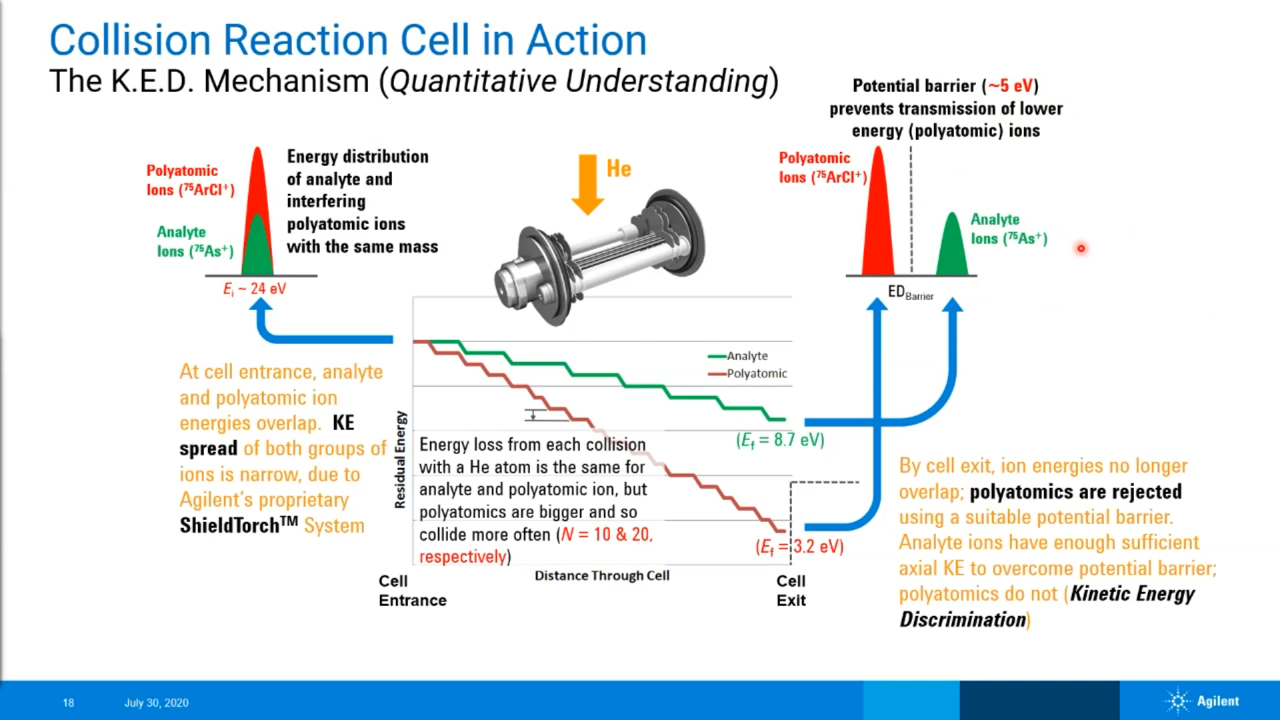 Collision Reaction Cell in Action
The K.E.D. Mechanism (Quantitative Understanding)
Potential barrier (~5 eV)
prevents transmission of lower
energy (polyatomic) ions
Polyatomic
Ions (⁷⁵ArCl⁺)
Analyte
Ions (⁷⁵As⁺)
Eᵢ ~ 24 eV
Energy distribution
of analyte and
interfering
polyatomic ions
with the same mass
He
Polyatomic
Ions (⁷⁵ArCl⁺)
Analyte
Ions (⁷⁵As⁺)
ED_Barrier
At cell entrance, analyte
and polyatomic ion
energies overlap. KE
spread of both groups of
ions is narrow, due to
Agilent's proprietary
ShieldTorch™ System
Residual Energy
Analyte
Polyatomic
(E_f = 8.7 eV)
Energy loss from each collision
with a He atom is the same for
analyte and polyatomic ion, but
polyatomics are bigger and so
collide more often (N = 10 & 20,
respectively)
(E_f = 3.2 eV)
Distance Through Cell
Cell
Entrance
Cell
Exit
By cell exit, ion energies no longer
overlap; polyatomics are rejected
using a suitable potential barrier.
Analyte ions have enough sufficient
axial KE to overcome potential barrier;
polyatomics do not (Kinetic Energy
Discrimination)
18
July 30, 2020
Agilent